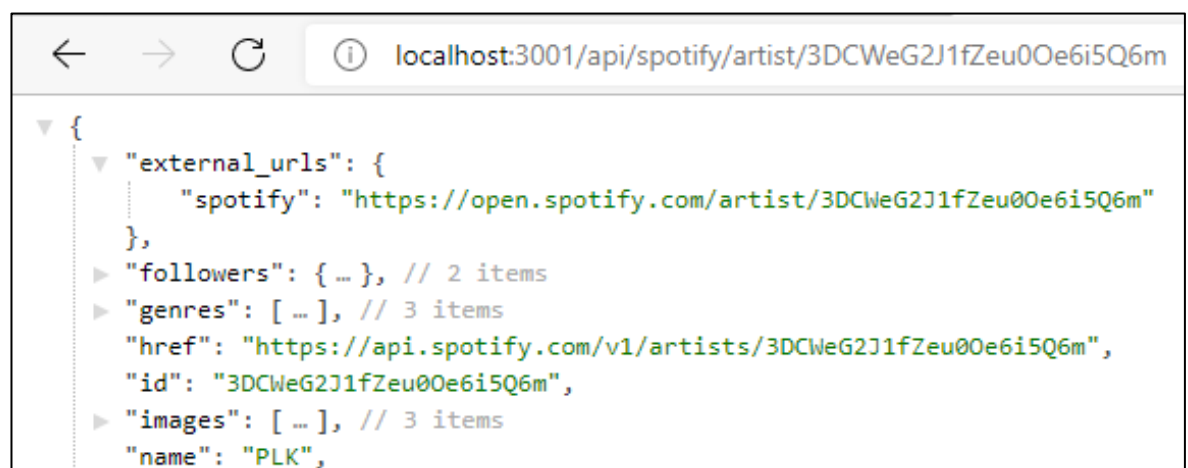 localhost:3001/api/spotify/artist/3DCWeG2J1fZeu0Oe6i5Q6m
{
"external_urls": {
"spotify": "https://open.spotify.com/artist/3DCWeG2J1fZeu0Oe6i5Q6m"
},
"followers": { … }, // 2 items
"genres": [ … ], // 3 items
"href": "https://api.spotify.com/v1/artists/3DCWeG2J1fZeu0Oe6i5Q6m",
"id": "3DCWeG2J1fZeu0Oe6i5Q6m",
"images": [ … ], // 3 items
"name": "PLK",